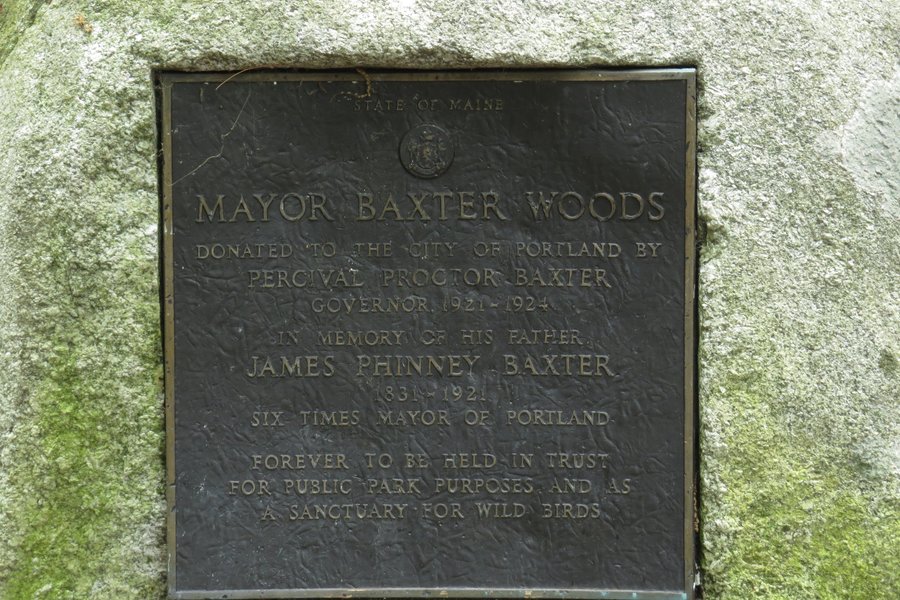 STATE OF MAINE
MAYOR BAXTER WOODS
DONATED TO THE CITY OF PORTLAND BY
PERCIVAL PROCTOR BAXTER
GOVERNOR 1921-1924
IN MEMORY OF HIS FATHER
JAMES PHINNEY BAXTER
1831-1921
SIX TIMES MAYOR OF PORTLAND
FOREVER TO BE HELD IN TRUST
FOR PUBLIC PARK PURPOSES AND AS
A SANCTUARY FOR WILD BIRDS